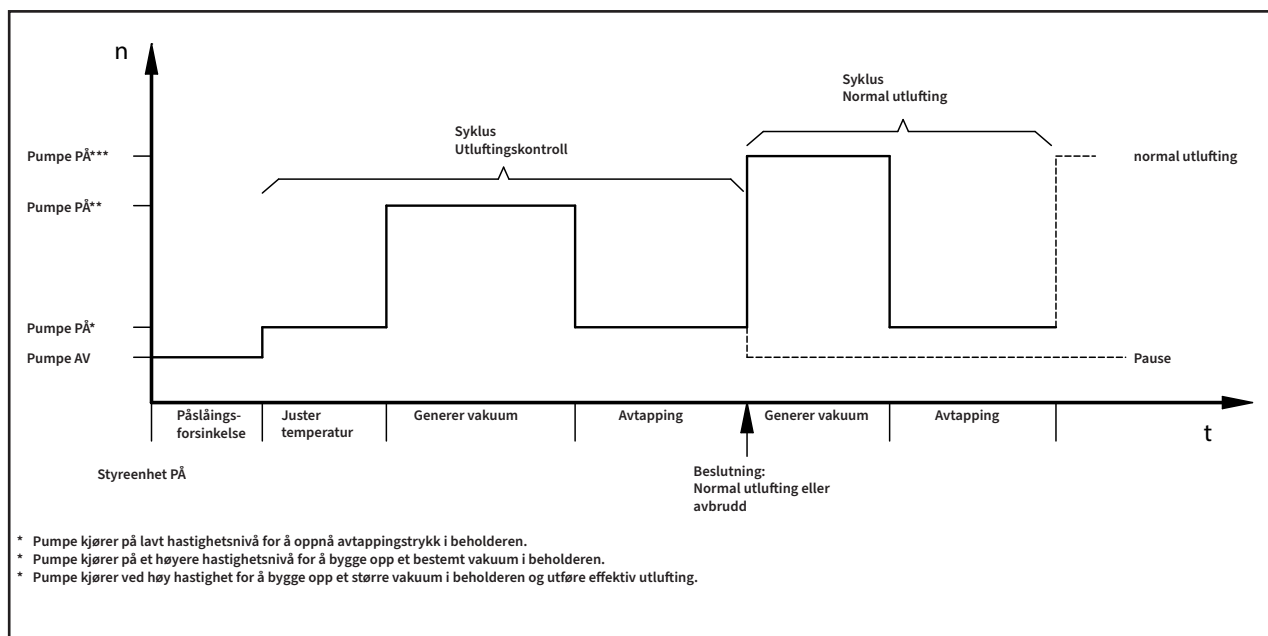 n
Syklus
Normal utlufting
Syklus
Utluftingskontroll
Pumpe PÅ***
normal utlufting
Pumpe PÅ**
Pumpe PÅ*
Pumpe AV
Pause
Påslåings-
forsinkelse
Juster
temperatur
Generer vakuum
Avtapping
Generer vakuum
Avtapping
t
Styreenhet PÅ
Beslutning:
Normal utlufting eller
avbrudd
* Pumpe kjører på lavt hastighetsnivå for å oppnå avtappingstrykk i beholderen.
* Pumpe kjører på et høyere hastighetsnivå for å bygge opp et bestemt vakuum i beholderen.
* Pumpe kjører ved høy hastighet for å bygge opp et større vakuum i beholderen og utføre effektiv utlufting.